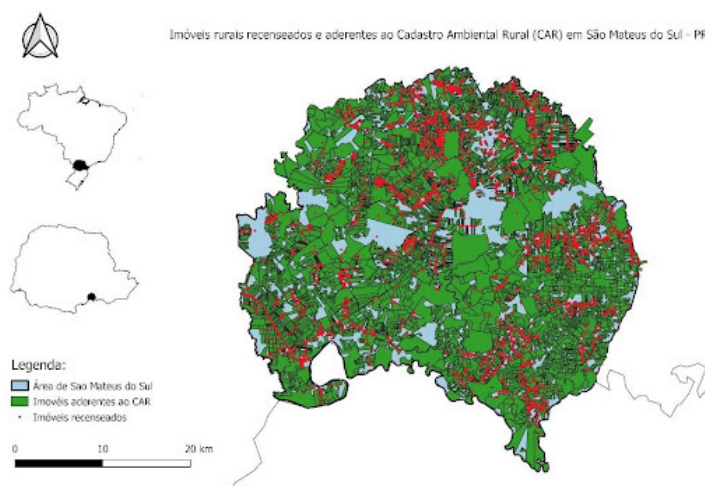 Imóveis rurais recenseados e aderentes ao Cadastro Ambiental Rural (CAR) em São Mateus do Sul - PR
Legenda:
Área de Sao Mateus do Sul
Imovéis aderentes ao CAR
Imóveis recenseados
0 10 20 km